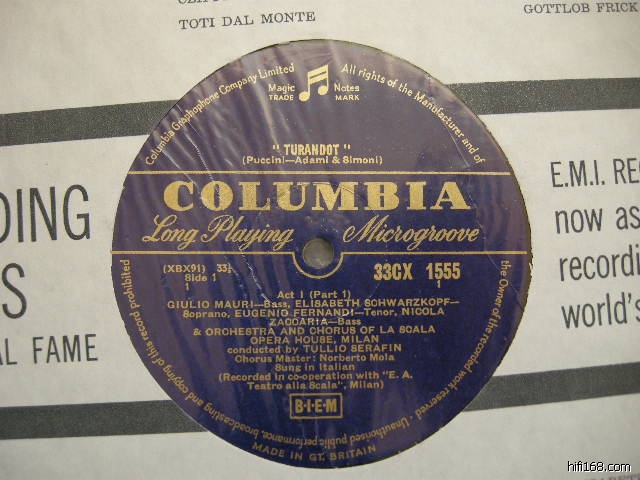 TOTI DAL MONTE
GOTTLOB FRICK
Columbia Graphophone Company Limited
All rights of the Manufacturer and of
the Owner of the recorded work reserved - Unauthorised public performance, broadcasting and copying of this record prohibited
Magic Notes
TRADE MARK
" TURANDOT "
(Puccini—Adami & Simoni)
COLUMBIA
Long Playing Microgroove
(XBX91) 33⅓
Side 1
1
33CX 1555
1
Act I (Part 1)
GIULIO MAURI—Bass, ELISABETH SCHWARZKOPF—
Soprano, EUGENIO FERNANDI—Tenor, NICOLA
ZACCARIA—Bass
& ORCHESTRA AND CHORUS OF LA SCALA
OPERA HOUSE, MILAN
conducted by TULLIO SERAFIN
Chorus Master: Norberto Mola
Sung in Italian
(Recorded in co-operation with "E. A.
Teatro alla Scala", Milan)
B·I·E·M
MADE IN GT. BRITAIN
DING
S
AL FAME
E.M.I. REC
now as
recordi
world's
hifi168.com